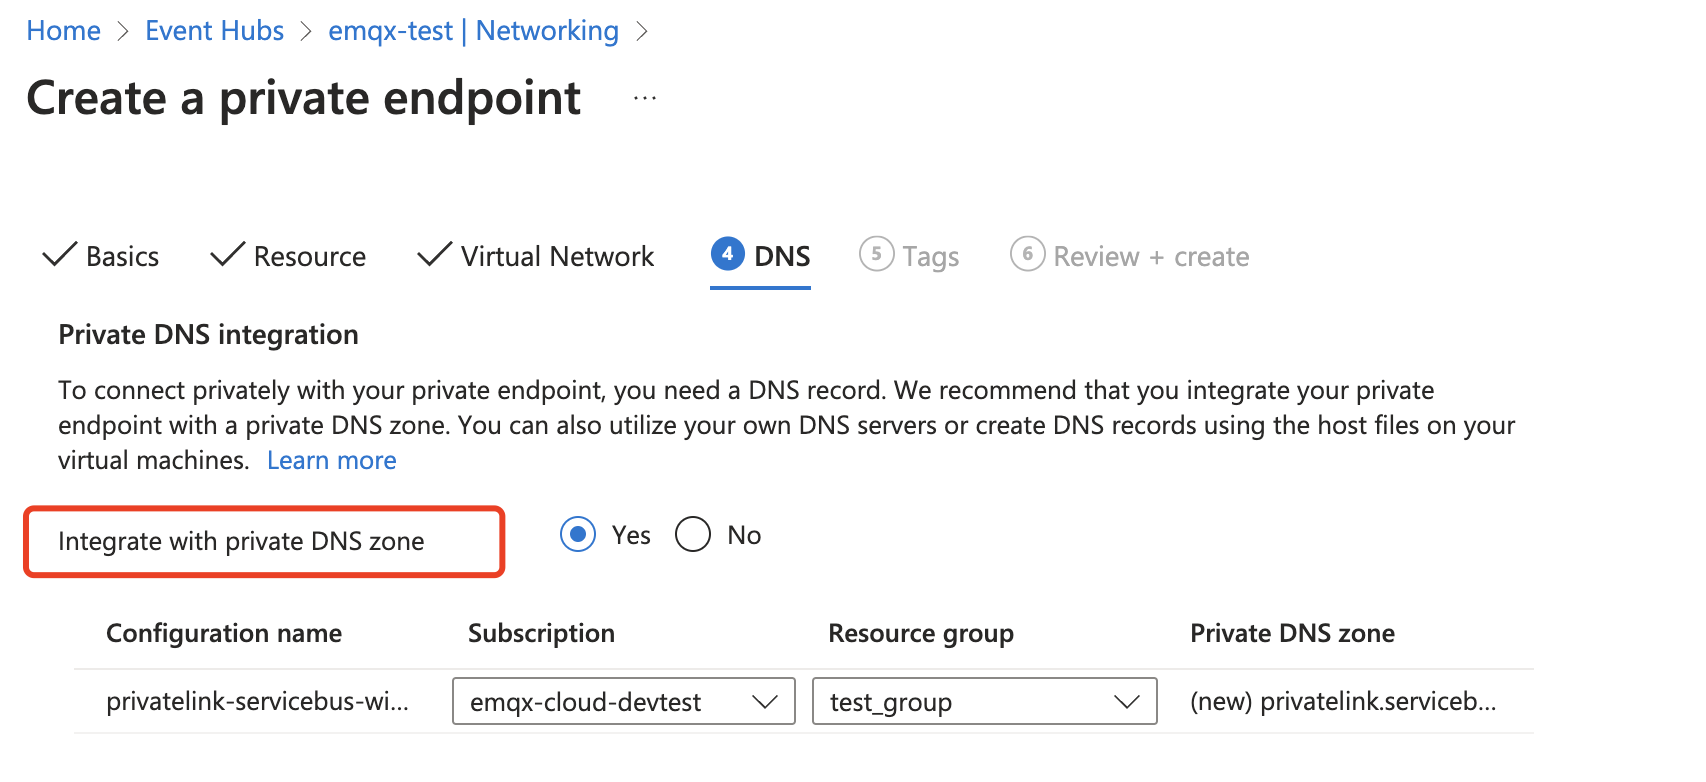 Home > Event Hubs > emqx-test | Networking >
Create a private endpoint ...
Basics Resource Virtual Network 4 DNS 5 Tags 6 Review + create
Private DNS integration
To connect privately with your private endpoint, you need a DNS record. We recommend that you integrate your private
endpoint with a private DNS zone. You can also utilize your own DNS servers or create DNS records using the host files on your
virtual machines. Learn more
Integrate with private DNS zone Yes No
Configuration name Subscription Resource group Private DNS zone
privatelink-servicebus-wi... emqx-cloud-devtest test_group (new) privatelink.serviceb...